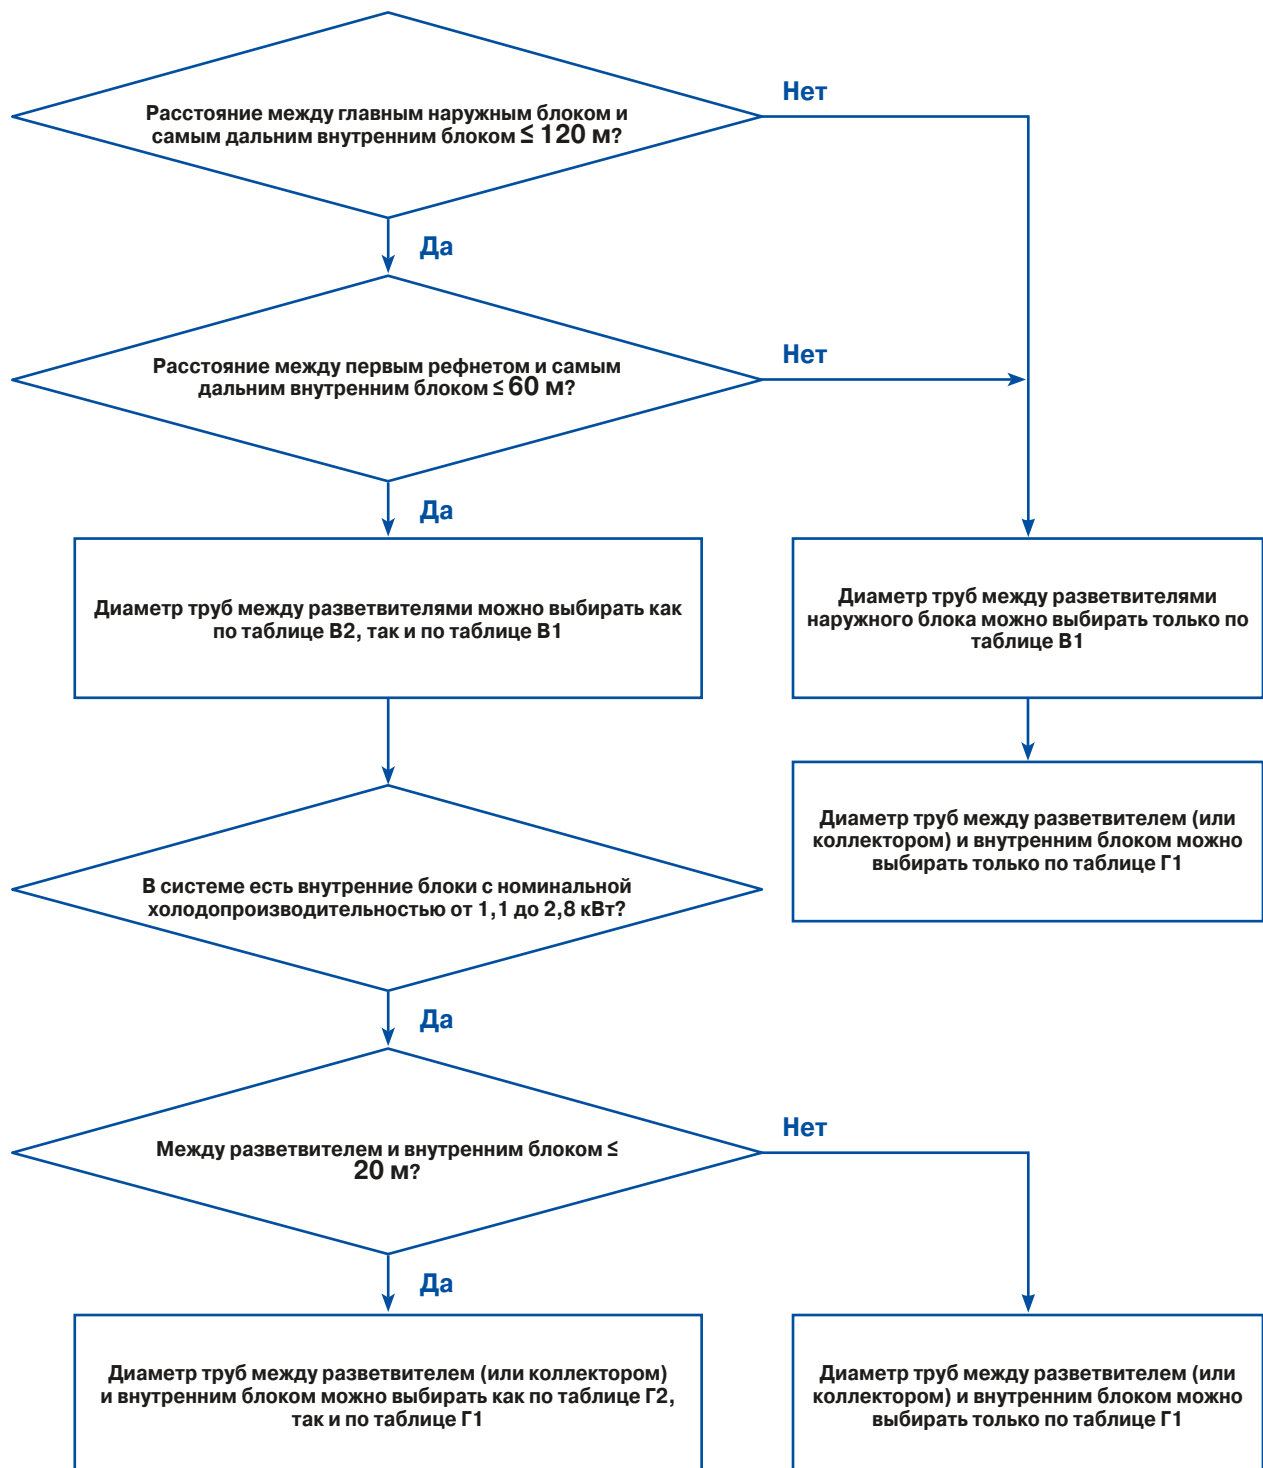 Расстояние между главным наружным блоком и
самым дальним внутренним блоком ≤ 120 м?
Нет
Да
Расстояние между первым рефнетом и самым
дальним внутренним блоком ≤ 60 м?
Нет
Да
Диаметр труб между разветвителями можно выбирать как
по таблице В2, так и по таблице В1
Диаметр труб между разветвителями
наружного блока можно выбирать только по
таблице В1
Диаметр труб между разветвителем (или
коллектором) и внутренним блоком можно
выбирать только по таблице Г1
В системе есть внутренние блоки с номинальной
холодопроизводительностью от 1,1 до 2,8 кВт?
Да
Между разветвителем и внутренним блоком ≤
20 м?
Нет
Да
Диаметр труб между разветвителем (или коллектором)
и внутренним блоком можно выбирать как по таблице Г2,
так и по таблице Г1
Диаметр труб между разветвителем (или
коллектором) и внутренним блоком можно
выбирать только по таблице Г1